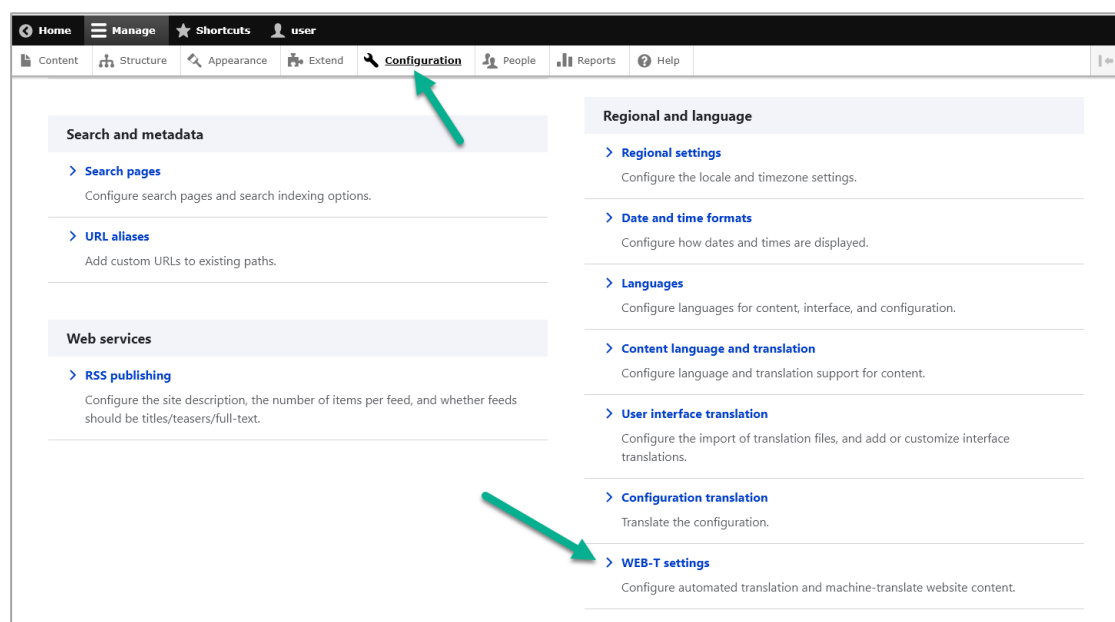 Home Manage Shortcuts user
Content Structure Appearance Extend Configuration People Reports Help
Search and metadata
Search pages
Configure search pages and search indexing options.
URL aliases
Add custom URLs to existing paths.
Web services
RSS publishing
Configure the site description, the number of items per feed, and whether feeds
should be titles/teasers/full-text.
Regional and language
Regional settings
Configure the locale and timezone settings.
Date and time formats
Configure how dates and times are displayed.
Languages
Configure languages for content, interface, and configuration.
Content language and translation
Configure language and translation support for content.
User interface translation
Configure the import of translation files, and add or customize interface
translations.
Configuration translation
Translate the configuration.
WEB-T settings
Configure automated translation and machine-translate website content.